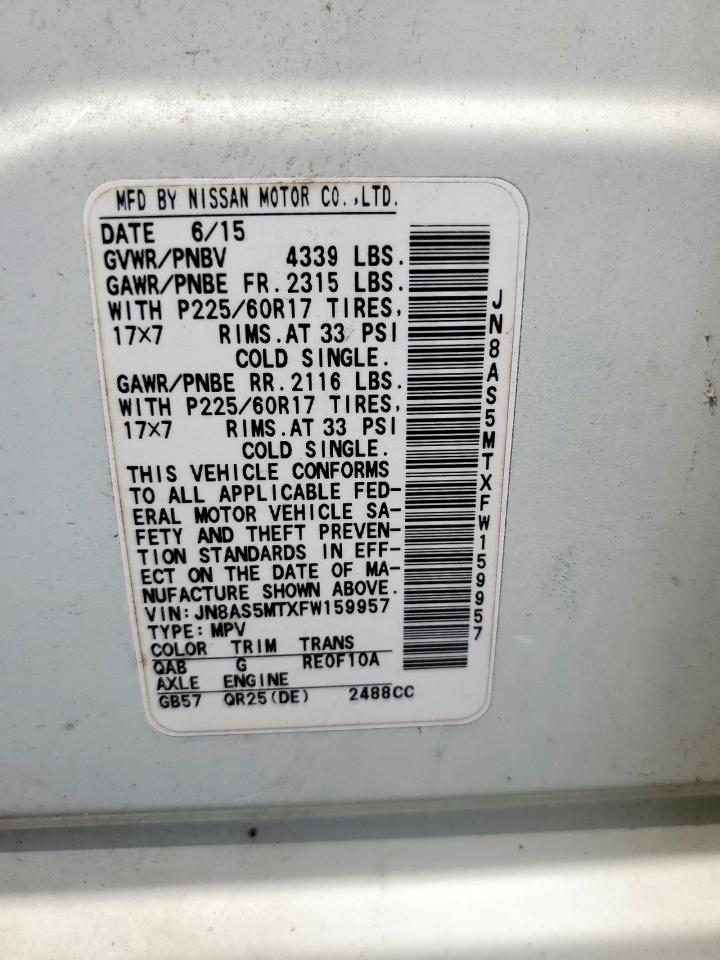 MFD BY NISSAN MOTOR CO.,LTD.
DATE 6/15
GVWR/PNBV 4339 LBS.
GAWR/PNBE FR.2315 LBS.
WITH P225/60R17 TIRES,
17×7 RIMS.AT 33 PSI
COLD SINGLE.
GAWR/PNBE RR.2116 LBS.
WITH P225/60R17 TIRES,
17×7 RIMS.AT 33 PSI
COLD SINGLE.
THIS VEHICLE CONFORMS
TO ALL APPLICABLE FED-
ERAL MOTOR VEHICLE SA-
FETY AND THEFT PREVEN-
TION STANDARDS IN EFF-
ECT ON THE DATE OF MA-
NUFACTURE SHOWN ABOVE.
VIN:JN8AS5MTXFW159957
TYPE:MPV
COLOR TRIM TRANS
QAB G RE0F10A
AXLE ENGINE
GB57 QR25(DE) 2488CC
JN8AS5MTXFW159957